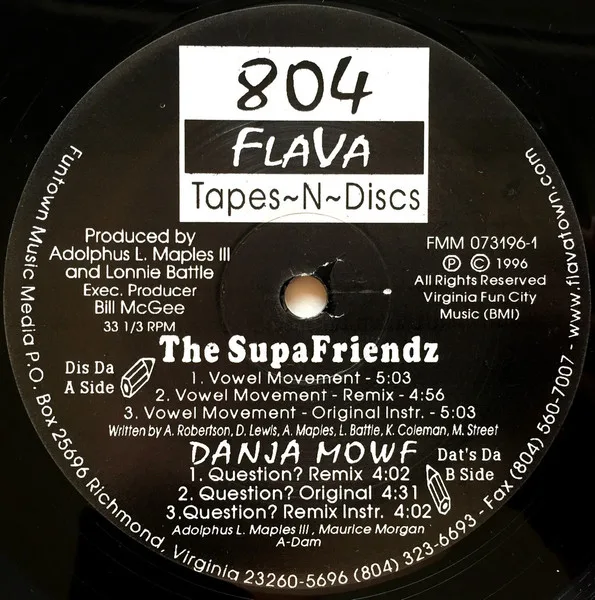 804
FLAVA
Tapes~N~Discs
Produced by
Adolphus L. Maples III
and Lonnie Battle
Exec. Producer
Bill McGee
33 1/3 RPM
FMM 073196-1
Ⓟ © 1996
All Rights Reserved
Virginia Fun City
Music (BMI)
The SupaFriendz
Dis Da
A Side
1. Vowel Movement - 5:03
2. Vowel Movement - Remix - 4:56
3. Vowel Movement - Original Instr. - 5:03
Written by A. Robertson, D. Lewis, A. Maples, L. Battle, K. Coleman, M. Street
DANJA MOWF
Dat's Da
B Side
1. Question? Remix 4:02
2. Question? Original 4:31
3.Question? Remix Instr. 4:02
Adolphus L. Maples III, Maurice Morgan
A-Dam
Funtown Music Media P.O. Box 25696 Richmond, Virginia 23260-5696 (804) 323-6693 - Fax (804) 560-7007 - www.flavatown.com